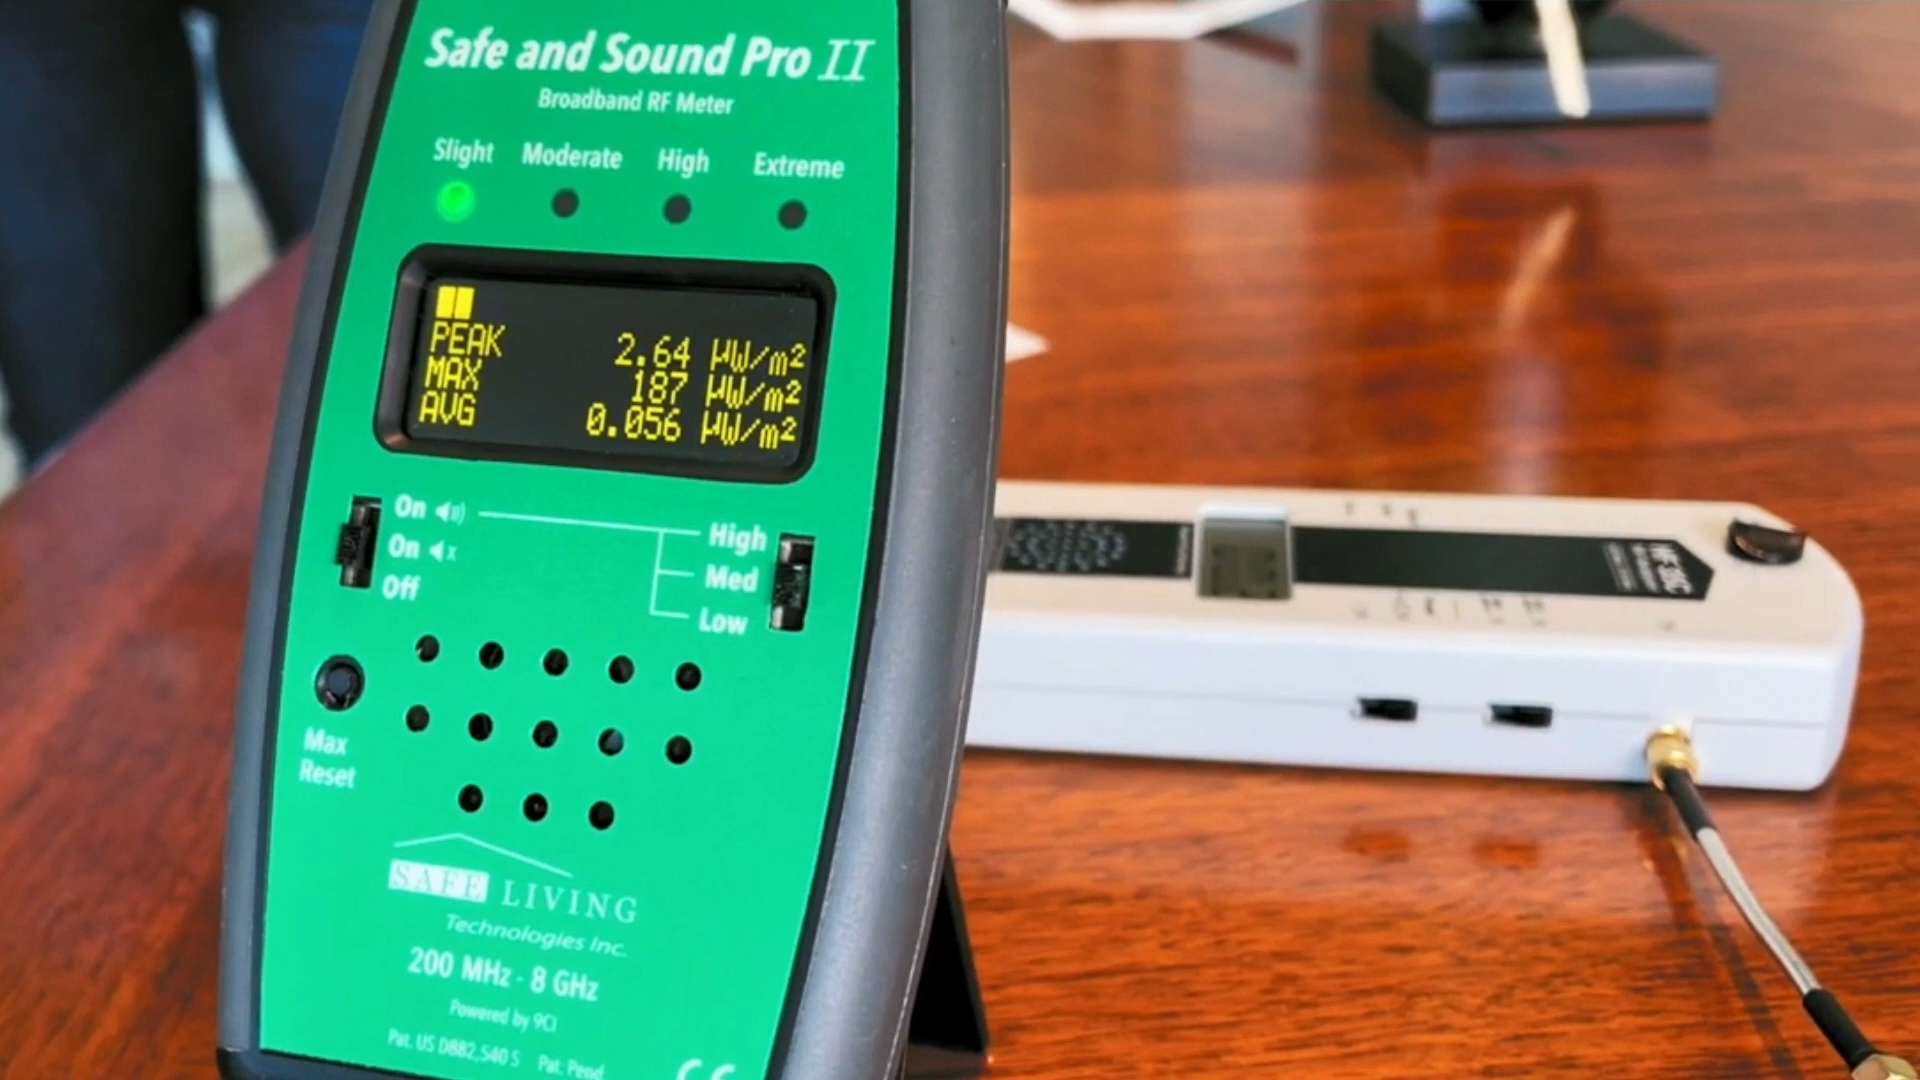 Safe and Sound Pro II
Broadband RF Meter
Slight Moderate High Extreme
PEAK 2.64 µW/m²
MAX 187 µW/m²
AVG 0.056 µW/m²
On
On x
Off
High
Med
Low
Max
Reset
SAFE LIVING
Technologies Inc.
200 MHz - 8 GHz
Powered by 9CI
Pat. US D882,540 S Pat. Pend
CE